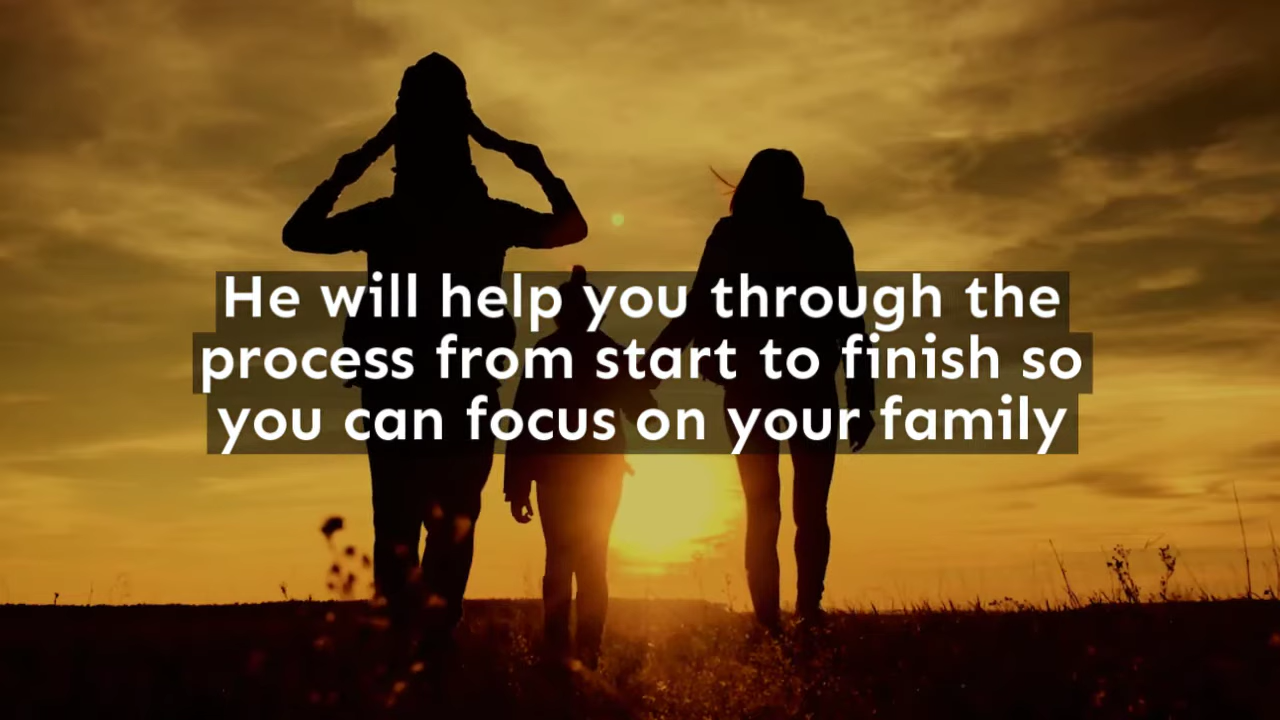 He will help you through the
process from start to finish so
you can focus on your family